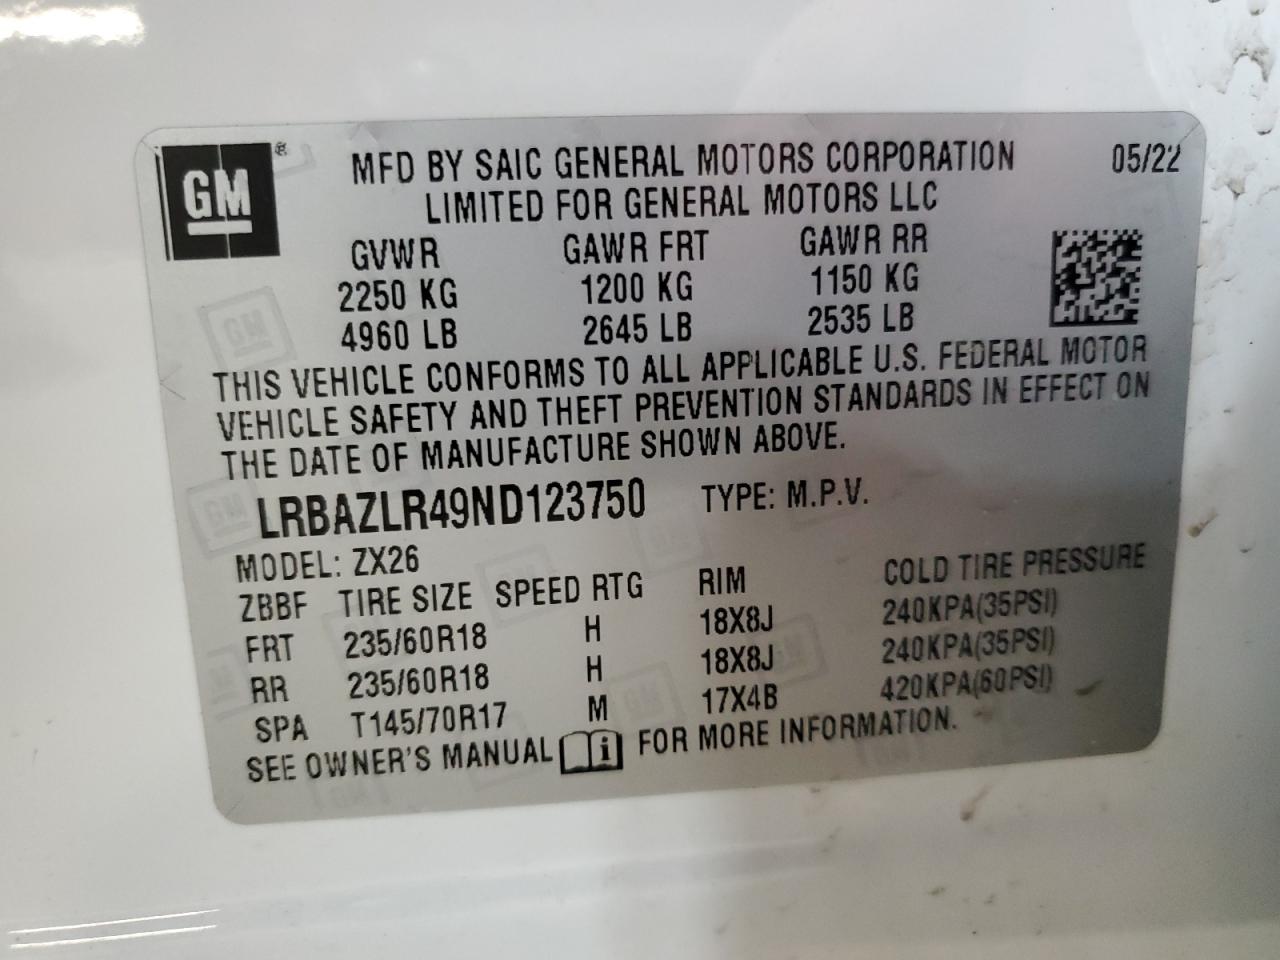 GM ®
MFD BY SAIC GENERAL MOTORS CORPORATION 05/22
LIMITED FOR GENERAL MOTORS LLC
GVWR GAWR FRT GAWR RR
2250 KG 1200 KG 1150 KG
4960 LB 2645 LB 2535 LB
THIS VEHICLE CONFORMS TO ALL APPLICABLE U.S. FEDERAL MOTOR
VEHICLE SAFETY AND THEFT PREVENTION STANDARDS IN EFFECT ON
THE DATE OF MANUFACTURE SHOWN ABOVE.
LRBAZLR49ND123750 TYPE: M.P.V.
MODEL: ZX26
ZBBF TIRE SIZE SPEED RTG RIM COLD TIRE PRESSURE
FRT 235/60R18 H 18X8J 240KPA(35PSI)
RR 235/60R18 H 18X8J 240KPA(35PSI)
SPA T145/70R17 M 17X4B 420KPA(60PSI)
SEE OWNER'S MANUAL i FOR MORE INFORMATION.